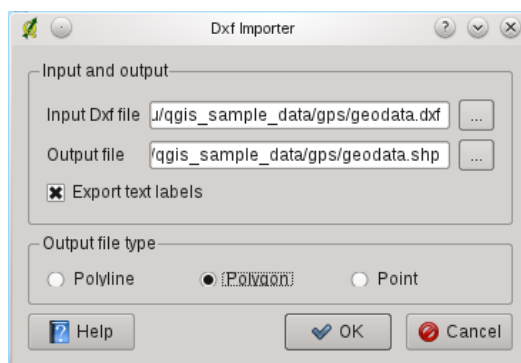 Dxf Importer
Input and output
Input Dxf file u/qgis_sample_data/gps/geodata.dxf ...
Output file /qgis_sample_data/gps/geodata.shp ...
Export text labels
Output file type
Polyline Polygon Point
Help OK Cancel